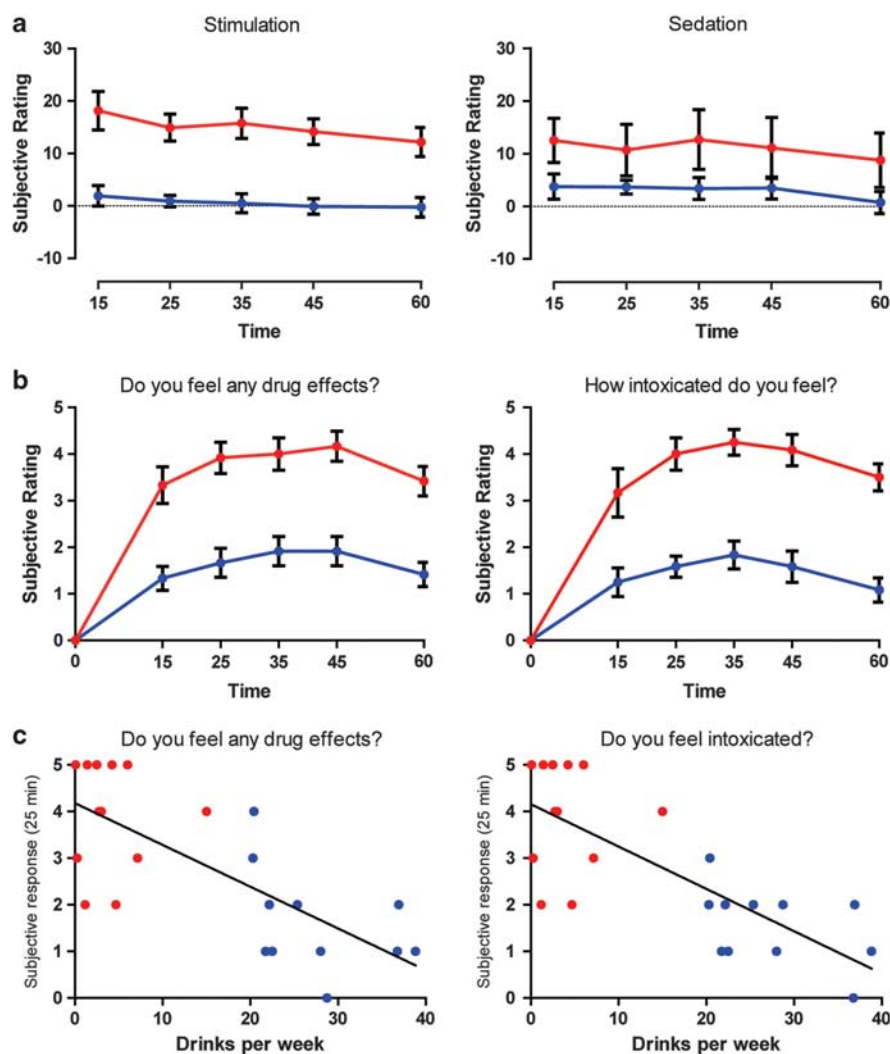 a
Stimulation
Sedation
Subjective Rating
30
20
10
0
-10
15 25 35 45 60
Time
Subjective Rating
30
20
10
0
-10
15 25 35 45 60
Time
b
Do you feel any drug effects?
How intoxicated do you feel?
Subjective Rating
5
4
3
2
1
0
0 15 25 35 45 60
Time
Subjective Rating
5
4
3
2
1
0
0 15 25 35 45 60
Time
c
Do you feel any drug effects?
Do you feel intoxicated?
Subjective response (25 min)
5
4
3
2
1
0
0 10 20 30 40
Drinks per week
Subjective response (25 min)
5
4
3
2
1
0
0 10 20 30 40
Drinks per week